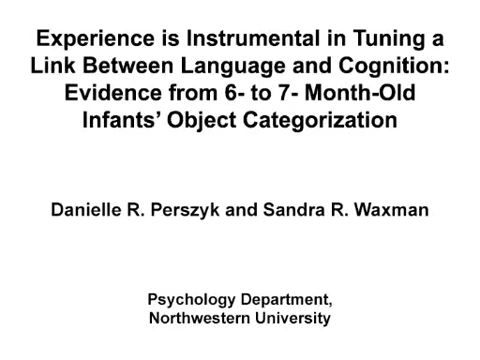 Experience is Instrumental in Tuning a
Link Between Language and Cognition:
Evidence from 6- to 7- Month-Old
Infants’ Object Categorization
Danielle R. Perszyk and Sandra R. Waxman
Psychology Department,
Northwestern University